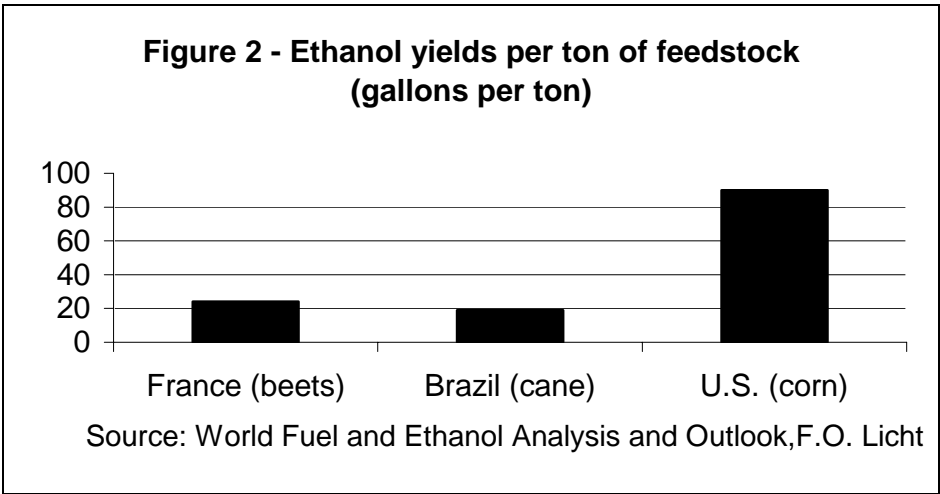 Figure 2 - Ethanol yields per ton of feedstock
(gallons per ton)
100
80
60
40
20
0
France (beets) Brazil (cane) U.S. (corn)
Source: World Fuel and Ethanol Analysis and Outlook,F.O. Licht